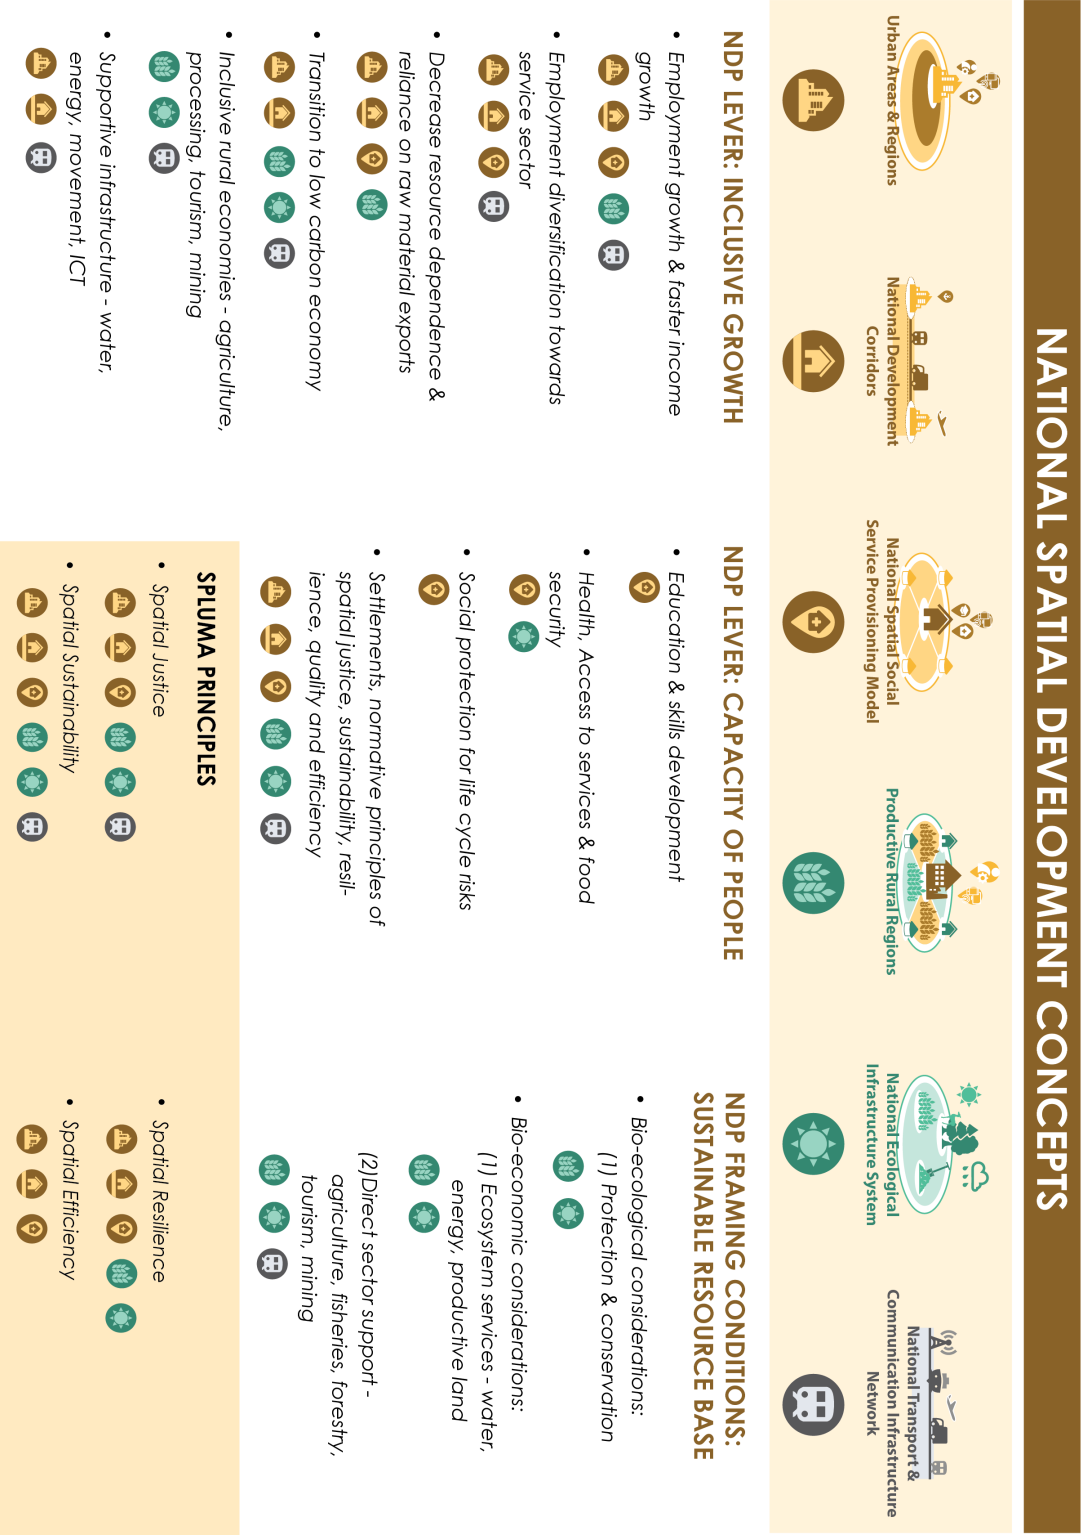 NATIONAL SPATIAL DEVELOPMENT CONCEPTS
Urban Areas & Regions
National Development
Corridors
National Spatial Social
Service Provisioning Model
Productive Rural Regions
National Ecological
Infrastructure System
National Transport &
Communication Infrastructure
Network
NDP LEVER: INCLUSIVE GROWTH
• Employment growth & faster income
growth
• Employment diversification towards
service sector
• Decrease resource dependence &
reliance on raw material exports
• Transition to low carbon economy
• Inclusive rural economies - agriculture,
processing, tourism, mining
• Supportive infrastructure - water,
energy, movement, ICT
NDP LEVER: CAPACITY OF PEOPLE
• Education & skills development
• Health, Access to services & food
security
• Social protection for life cycle risks
• Settlements, normative principles of
spatial justice, sustainability, resil-
ience, quality and efficiency
NDP FRAMING CONDITIONS:
SUSTAINABLE RESOURCE BASE
• Bio-ecological considerations:
(1) Protection & conservation
• Bio-economic considerations:
(1) Ecosystem services - water,
energy, productive land
(2)Direct sector support -
agriculture, fisheries, forestry,
tourism, mining
SPLUMA PRINCIPLES
• Spatial Justice
• Spatial Sustainability
• Spatial Resilience
• Spatial Efficiency